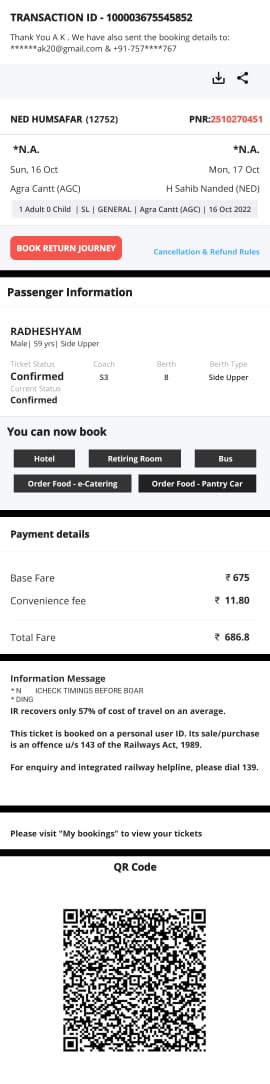 TRANSACTION ID - 100003675545852
Thank You A K . We have also sent the booking details to:
******ak20@gmail.com & +91-757****767
NED HUMSAFAR (12752) PNR:2510270451
*N.A. *N.A.
Sun, 16 Oct Mon, 17 Oct
Agra Cantt (AGC) H Sahib Nanded (NED)
1 Adult 0 Child | SL | GENERAL | Agra Cantt (AGC) | 16 Oct 2022
BOOK RETURN JOURNEY Cancellation & Refund Rules
Passenger Information
RADHESHYAM
Male| 59 yrs| Side Upper
Ticket Status Coach Berth Berth Type
Confirmed S3 8 Side Upper
Current Status
Confirmed
You can now book
Hotel Retiring Room Bus
Order Food - e-Catering Order Food - Pantry Car
Payment details
Base Fare ₹ 675
Convenience fee ₹ 11.80
Total Fare ₹ 686.8
Information Message
* N ICHECK TIMINGS BEFORE BOAR
* DING
IR recovers only 57% of cost of travel on an average.
This ticket is booked on a personal user ID. Its sale/purchase
is an offence u/s 143 of the Railways Act, 1989.
For enquiry and integrated railway helpline, please dial 139.
Please visit "My bookings" to view your tickets
QR Code